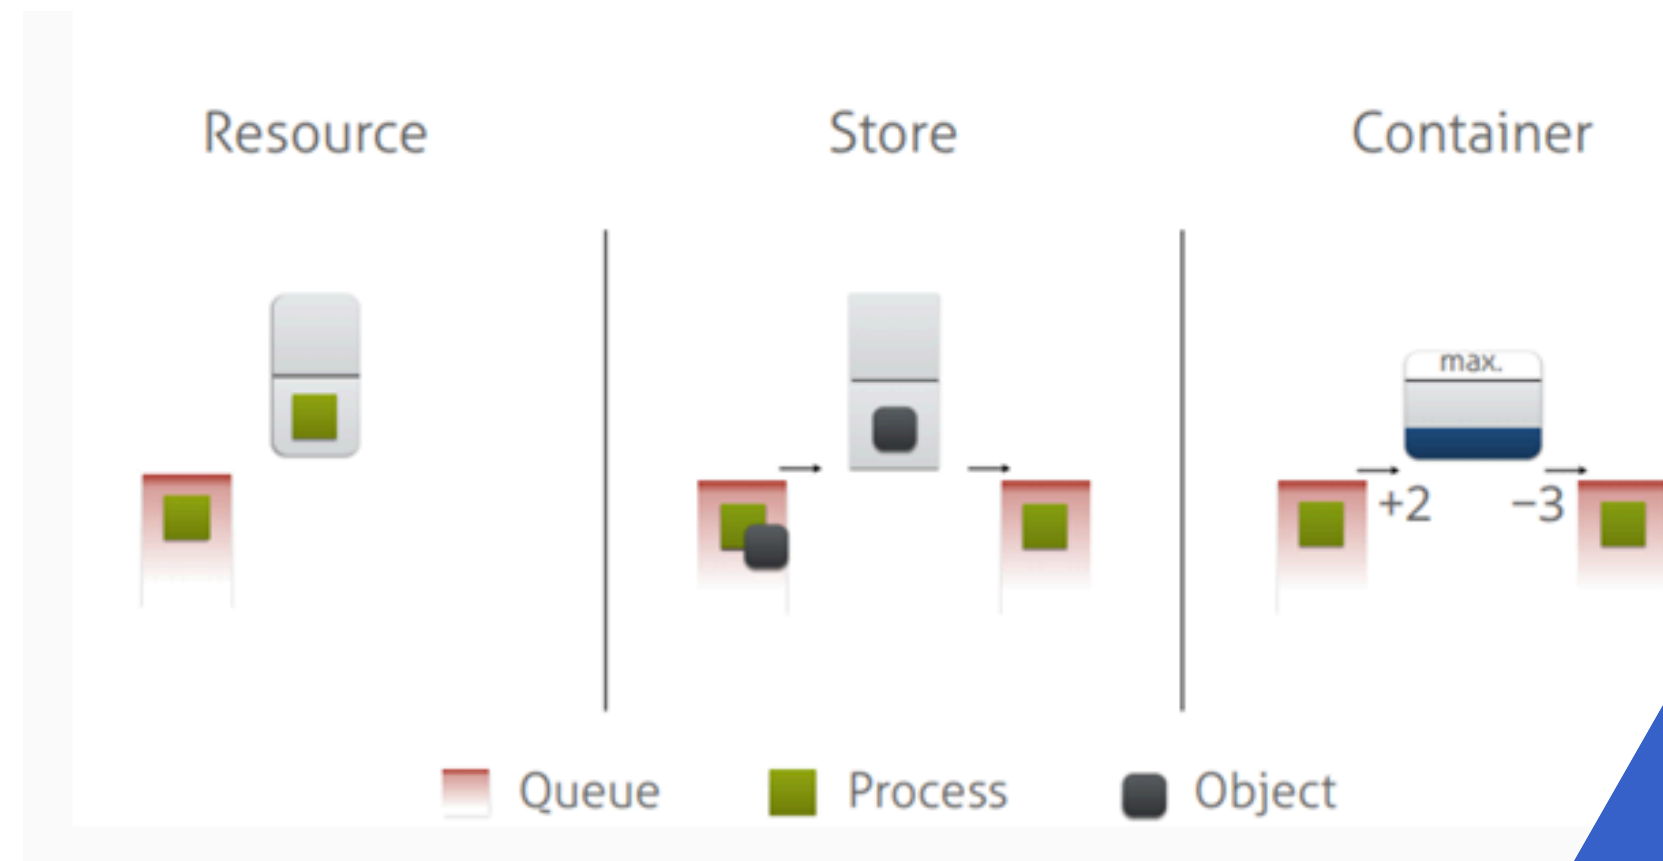 Resource
Store
Container
max.
+2
−3
Queue
Process
Object